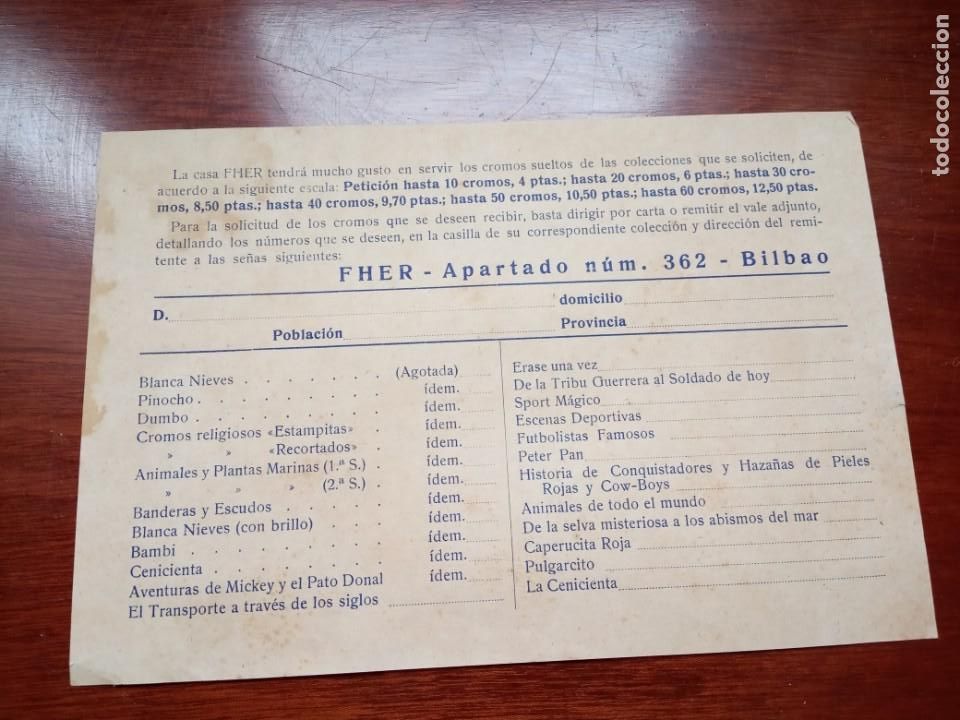 La casa FHER tendrá mucho gusto en servir los cromos sueltos de las colecciones que se soliciten, de
acuerdo a la siguiente escala: Petición hasta 10 cromos, 4 ptas.; hasta 20 cromos, 6 ptas.; hasta 30 cro-
mos, 8,50 ptas.; hasta 40 cromos, 9,70 ptas.; hasta 50 cromos, 10,50 ptas.; hasta 60 cromos, 12,50 ptas.
Para la solicitud de los cromos que se deseen recibir, basta dirigir por carta o remitir el vale adjunto,
detallando los números que se deseen, en la casilla de su correspondiente colección y dirección del remi-
tente a las señas siguientes:
FHER - Apartado núm. 362 - Bilbao
D. domicilio
Población Provincia
Blanca Nieves . . . . . . . (Agotada)
Pinocho . . . . . . . . ídem.
Dumbo . . . . . . . . ídem.
Cromos religiosos «Estampitas» . ídem.
» » «Recortados» . ídem.
Animales y Plantas Marinas (1.ª S.) . ídem.
» » » (2.ª S.) . ídem.
Banderas y Escudos . . . . . ídem.
Blanca Nieves (con brillo) . . . ídem.
Bambi . . . . . . . . ídem.
Cenicienta . . . . . . . ídem.
Aventuras de Mickey y el Pato Donal ídem.
El Transporte a través de los siglos
Erase una vez
De la Tribu Guerrera al Soldado de hoy
Sport Mágico
Escenas Deportivas
Futbolistas Famosos
Peter Pan
Historia de Conquistadores y Hazañas de Pieles
Rojas y Cow-Boys
Animales de todo el mundo
De la selva misteriosa a los abismos del mar
Caperucita Roja
Pulgarcito
La Cenicienta
todocoleccion